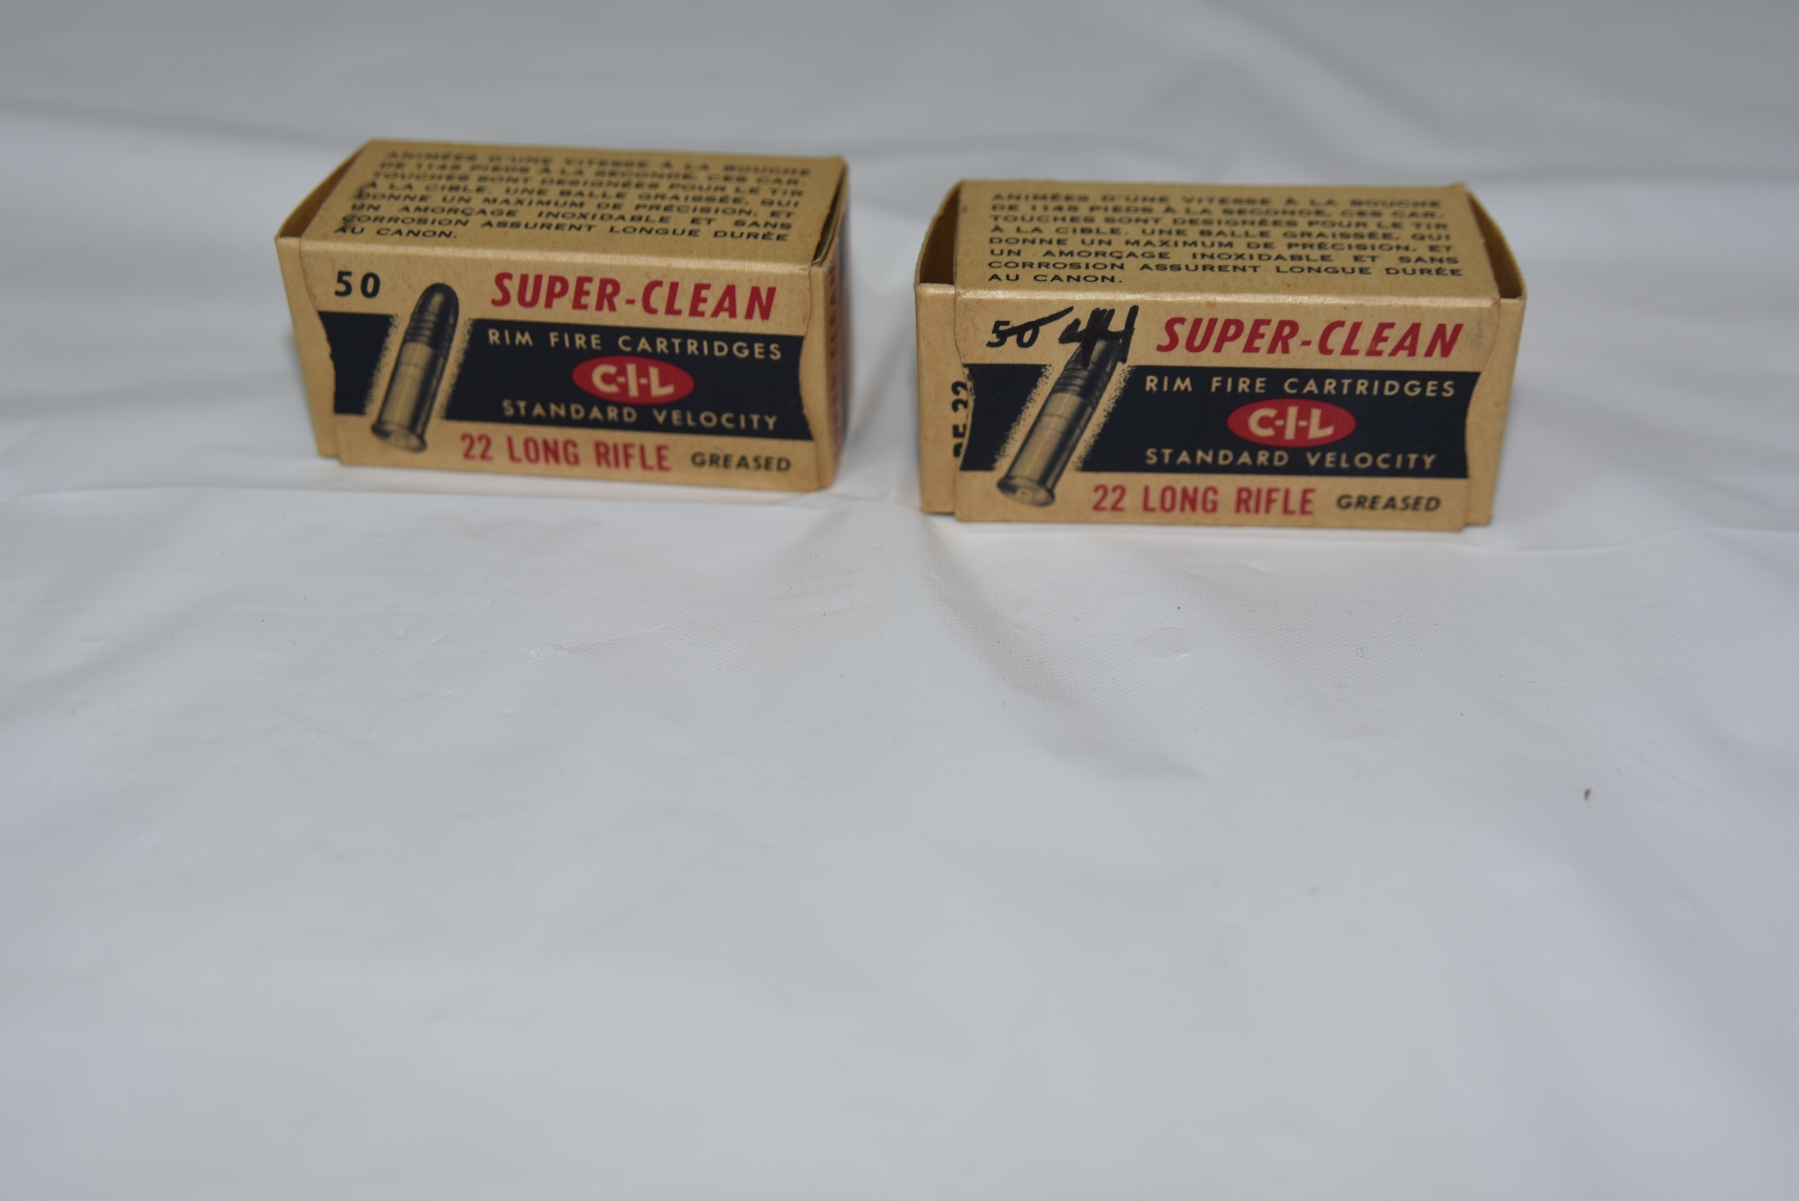 ANIMÉES D'UNE VITESSE À LA BOUCHE
DE 1145 PIEDS À LA SECONDE, CES CAR-
TOUCHES SONT DESIGNÉES POUR LE TIR
À LA CIBLE. UNE BALLE GRAISSÉE, QUI
DONNE UN MAXIMUM DE PRÉCISION, ET
UN AMORÇAGE INOXIDABLE ET SANS
CORROSION ASSURENT LONGUE DURÉE
AU CANON.
50
SUPER-CLEAN
RIM FIRE CARTRIDGES
C-I-L
STANDARD VELOCITY
22 LONG RIFLE GREASED
ANIMÉES D'UNE VITESSE À LA BOUCHE
DE 1145 PIEDS À LA SECONDE, CES CAR-
TOUCHES SONT DESIGNÉES POUR LE TIR
À LA CIBLE. UNE BALLE GRAISSÉE, QUI
DONNE UN MAXIMUM DE PRÉCISION, ET
UN AMORÇAGE INOXIDABLE ET SANS
CORROSION ASSURENT LONGUE DURÉE
AU CANON.
50 44
SUPER-CLEAN
RIM FIRE CARTRIDGES
C-I-L
STANDARD VELOCITY
22 LONG RIFLE GREASED